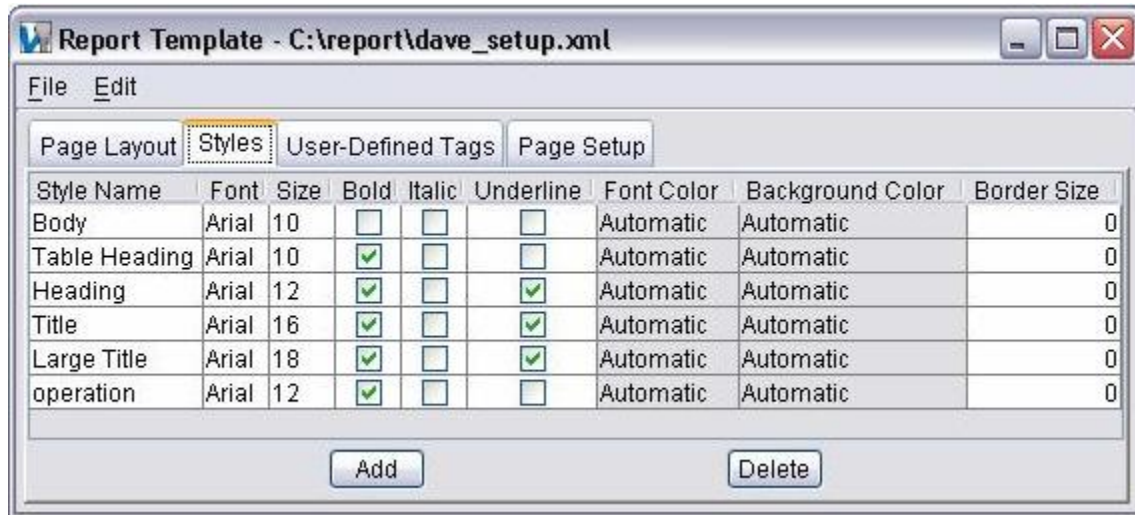 Report Template - C:\report\dave_setup.xml
File Edit
Page Layout Styles User-Defined Tags Page Setup
Style Name Font Size Bold Italic Underline Font Color Background Color Border Size
Body Arial 10 Automatic Automatic 0
Table Heading Arial 10 Automatic Automatic 0
Heading Arial 12 Automatic Automatic 0
Title Arial 16 Automatic Automatic 0
Large Title Arial 18 Automatic Automatic 0
operation Arial 12 Automatic Automatic 0
Add Delete